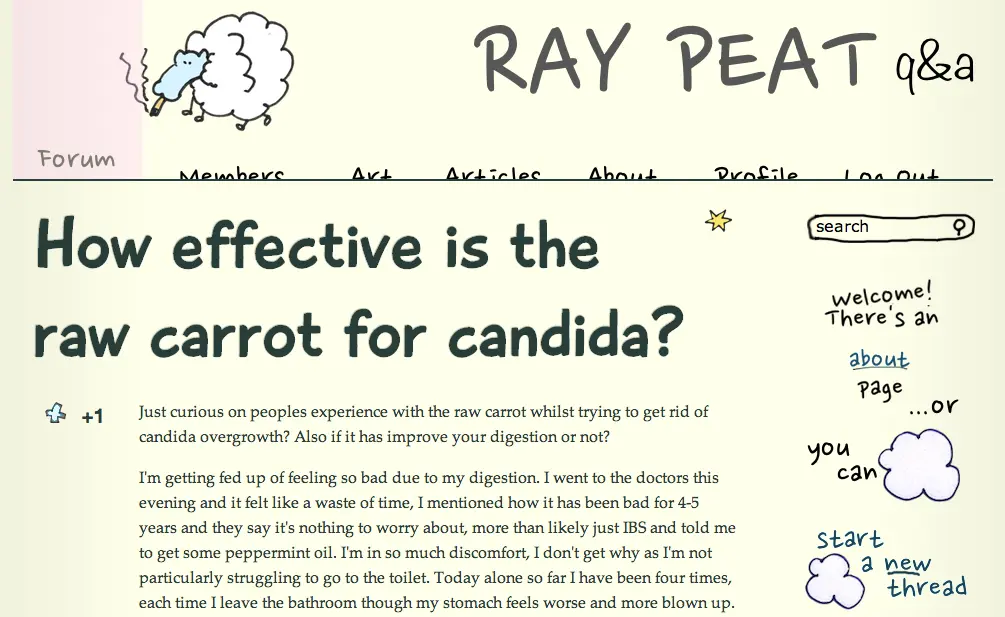 RAY PEAT q&a
Forum
Members Art Articles About Profile Log Out
How effective is the
raw carrot for candida?
+1
Just curious on peoples experience with the raw carrot whilst trying to get rid of
candida overgrowth? Also if it has improve your digestion or not?
I'm getting fed up of feeling so bad due to my digestion. I went to the doctors this
evening and it felt like a waste of time, I mentioned how it has been bad for 4-5
years and they say it's nothing to worry about, more than likely just IBS and told me
to get some peppermint oil. I'm in so much discomfort, I don't get why as I'm not
particularly struggling to go to the toilet. Today alone so far I have been four times,
each time I leave the bathroom though my stomach feels worse and more blown up.
search
welcome!
There's an
about
page
...or
you
can
start
a new
thread